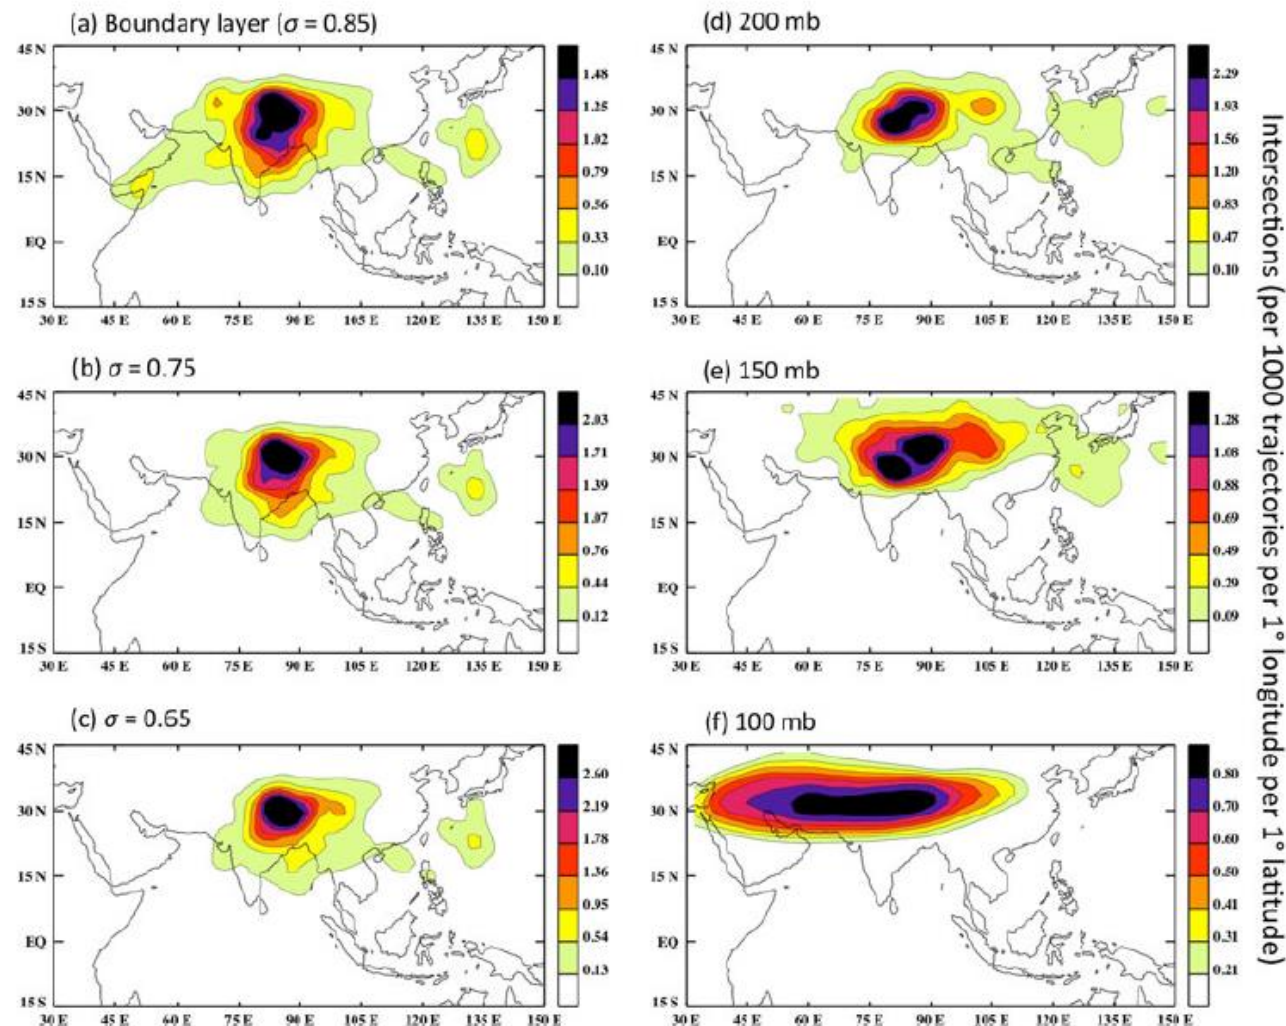 (a) Boundary layer (σ = 0.85)
45 N
30 N
15 N
EQ
15 S
30 E 45 E 60 E 75 E 90 E 105 E 120 E 135 E 150 E
1.48
1.25
1.02
0.79
0.56
0.33
0.10
(b) σ = 0.75
45 N
30 N
15 N
EQ
15 S
30 E 45 E 60 E 75 E 90 E 105 E 120 E 135 E 150 E
2.03
1.71
1.39
1.07
0.76
0.44
0.12
(c) σ = 0.65
45 N
30 N
15 N
EQ
15 S
30 E 45 E 60 E 75 E 90 E 105 E 120 E 135 E 150 E
2.60
2.19
1.78
1.36
0.95
0.54
0.13
(d) 200 mb
45 N
30 N
15 N
EQ
15 S
30 E 45 E 60 E 75 E 90 E 105 E 120 E 135 E 150 E
2.29
1.93
1.56
1.20
0.83
0.47
0.10
(e) 150 mb
45 N
30 N
15 N
EQ
15 S
30 E 45 E 60 E 75 E 90 E 105 E 120 E 135 E 150 E
1.28
1.08
0.88
0.69
0.49
0.29
0.09
(f) 100 mb
45 N
30 N
15 N
EQ
15 S
30 E 45 E 60 E 75 E 90 E 105 E 120 E 135 E 150 E
0.80
0.70
0.60
0.50
0.41
0.31
0.21
Intersections (per 1000 trajectories per 1° longitude per 1° latitude)